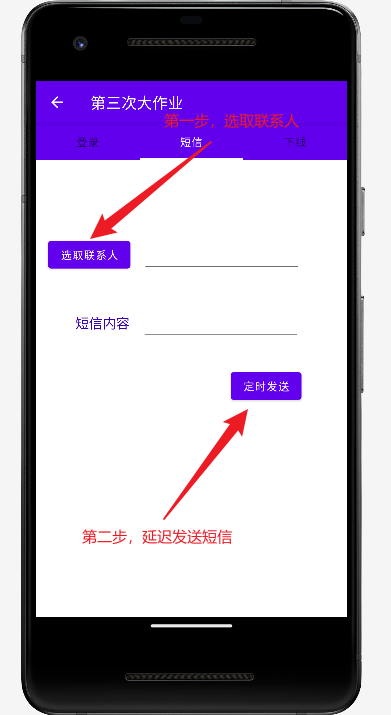 第三次大作业
第一步，选取联系人
登录
短信
下线
选取联系人
短信内容
定时发送
第二步，延迟发送短信